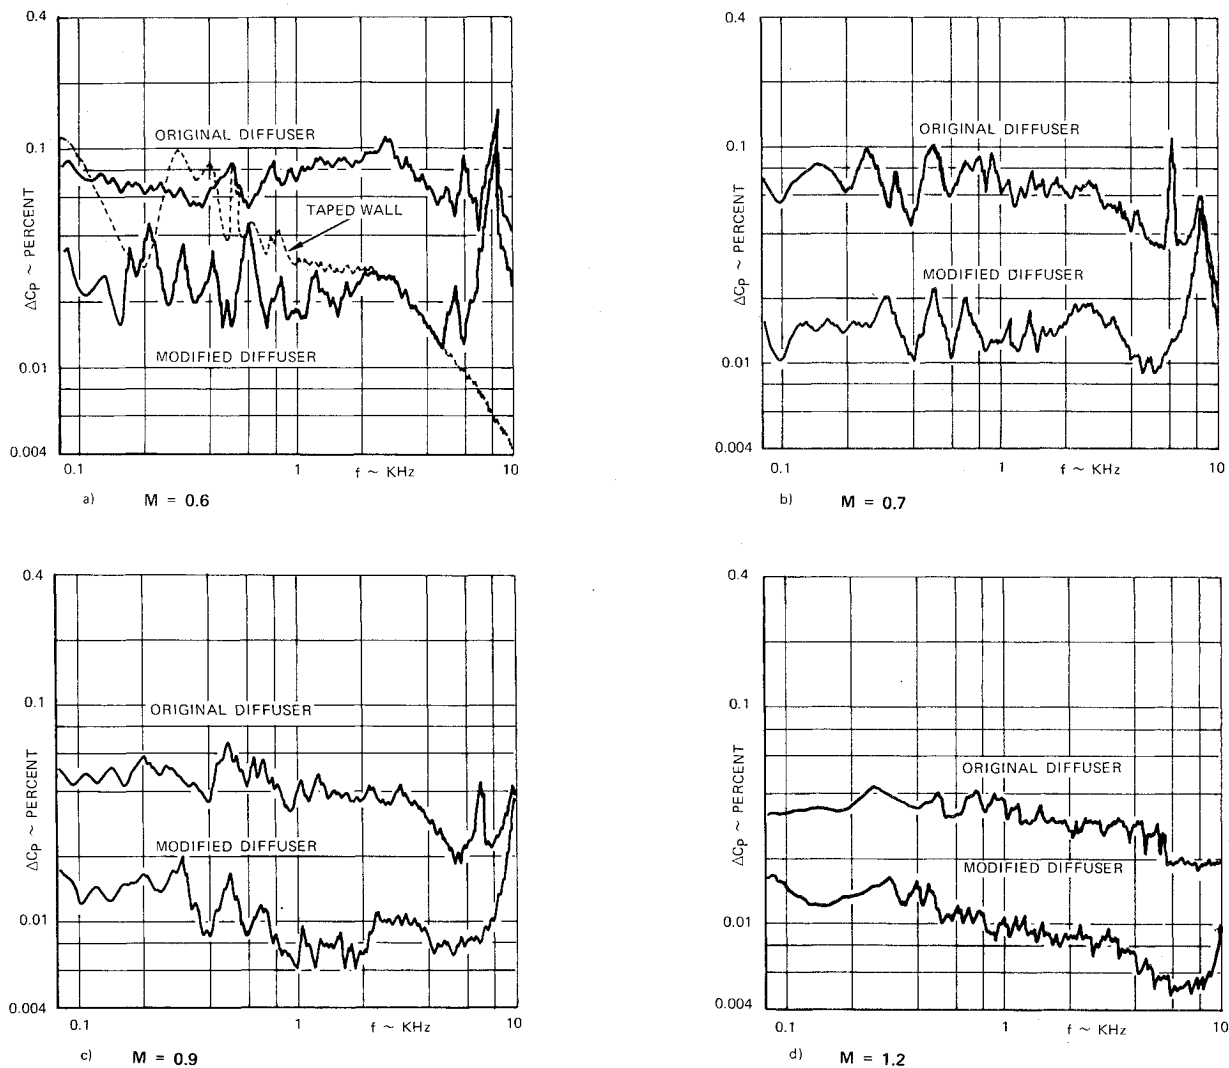 0.4
ORIGINAL DIFFUSER
0.1
TAPED WALL
ΔCp ~ PERCENT
MODIFIED DIFFUSER
0.01
0.004
0.1
1
f ~ KHz
10
a) M = 0.6
0.4
ORIGINAL DIFFUSER
0.1
ΔCp ~ PERCENT
MODIFIED DIFFUSER
0.01
0.004
0.1
1
f ~ KHz
10
b) M = 0.7
0.4
0.1
ORIGINAL DIFFUSER
ΔCp ~ PERCENT
MODIFIED DIFFUSER
0.01
0.004
0.1
1
f ~ KHz
10
c) M = 0.9
0.4
0.1
ORIGINAL DIFFUSER
ΔCp ~ PERCENT
MODIFIED DIFFUSER
0.01
0.004
0.1
1
f ~ KHz
10
d) M = 1.2